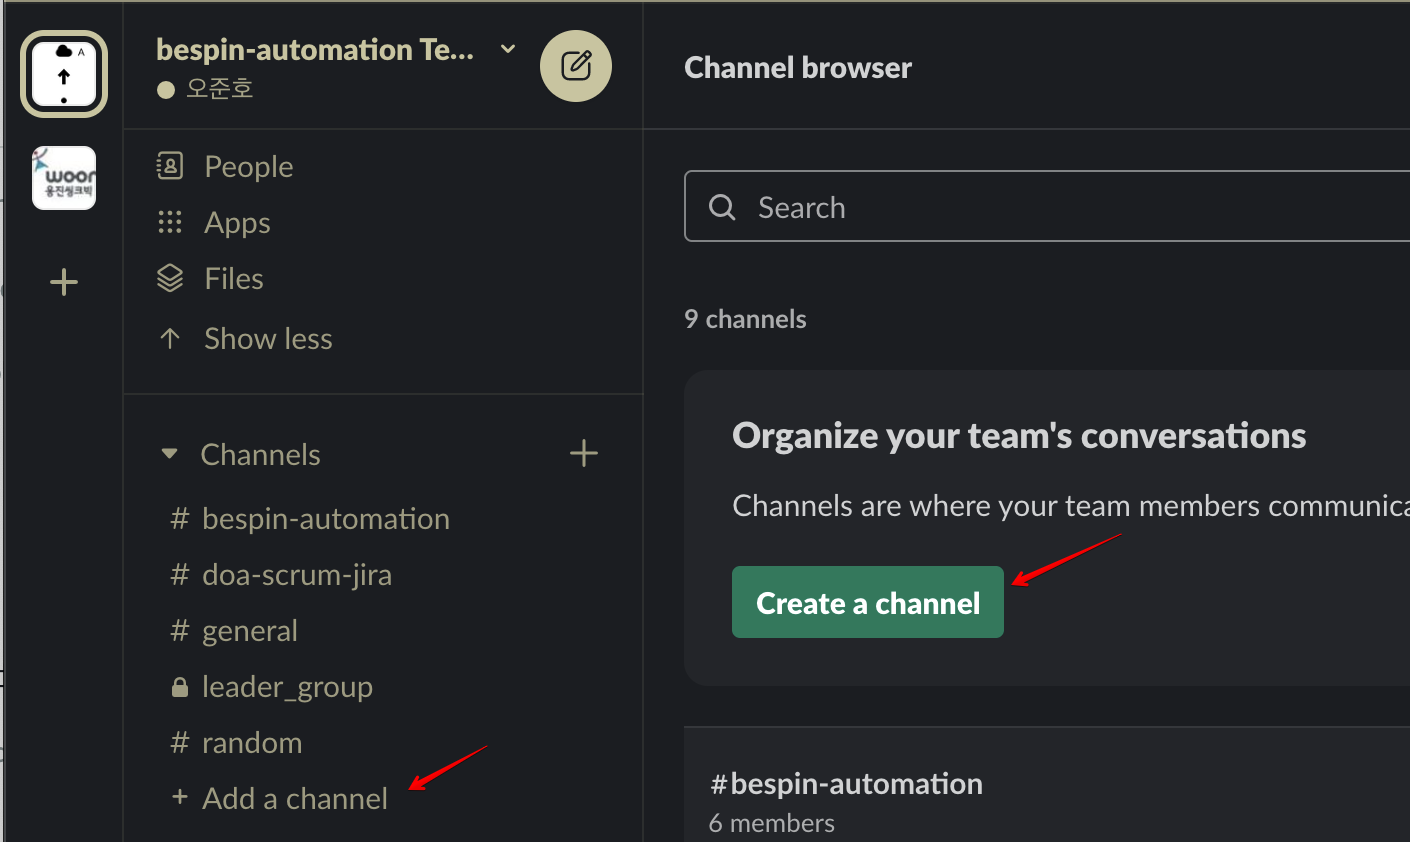 A
bespin-automation Te...
오준호
woor
웅진씽크빅
People
Apps
Files
Show less
Channels
# bespin-automation
# doa-scrum-jira
# general
leader_group
# random
+ Add a channel
Channel browser
Search
9 channels
Organize your team's conversations
Channels are where your team members communica
Create a channel
#bespin-automation
6 members